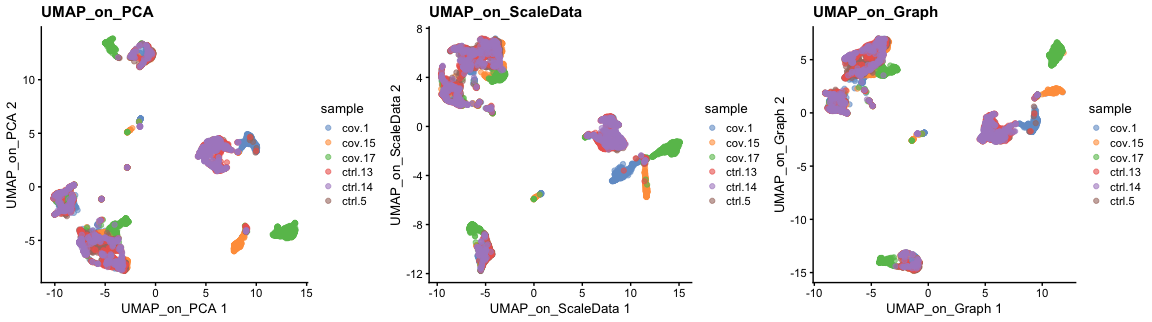 UMAP_on_PCA
UMAP_on_PCA 2
10
5
0
-5
-10
-5
0
5
10
15
UMAP_on_PCA 1
sample
cov.1
cov.15
cov.17
ctrl.13
ctrl.14
ctrl.5
UMAP_on_ScaleData
UMAP_on_ScaleData 2
8
4
0
-4
-8
-12
-10
-5
0
5
10
15
UMAP_on_ScaleData 1
sample
cov.1
cov.15
cov.17
ctrl.13
ctrl.14
ctrl.5
UMAP_on_Graph
UMAP_on_Graph 2
5
0
-5
-10
-15
-10
-5
0
5
10
UMAP_on_Graph 1
sample
cov.1
cov.15
cov.17
ctrl.13
ctrl.14
ctrl.5